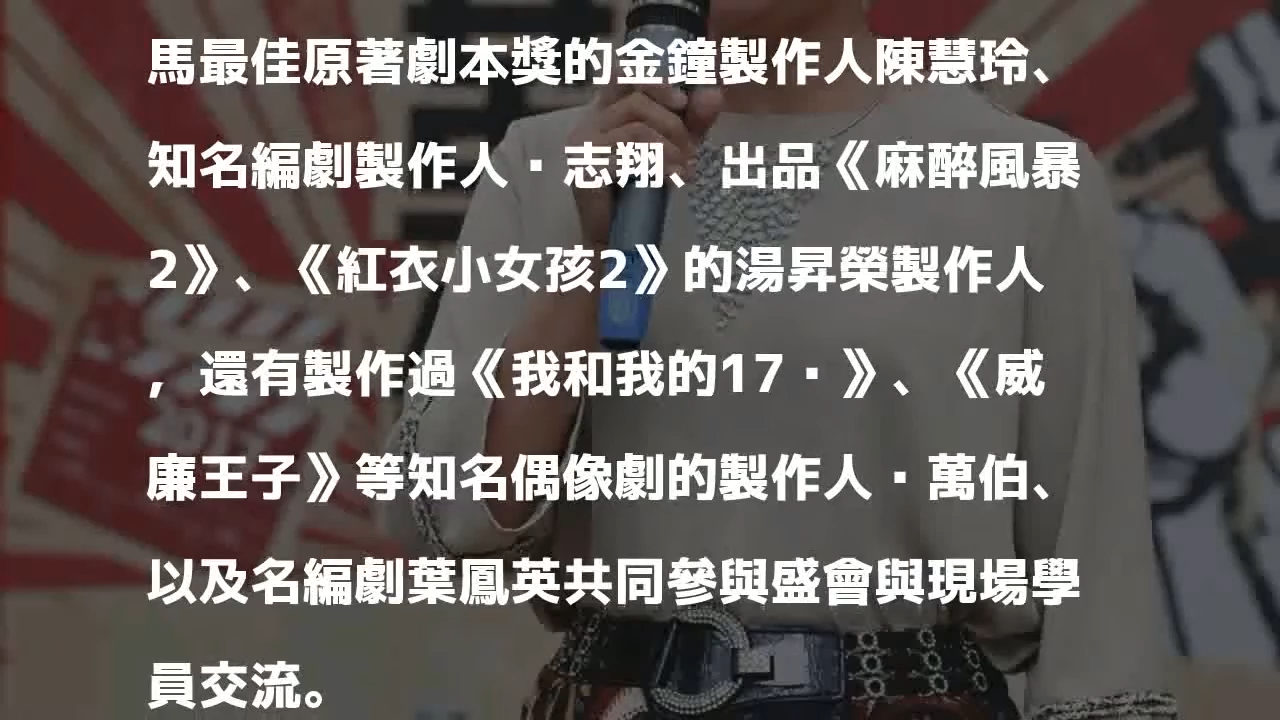 馬最佳原著劇本獎的金鐘製作人陳慧玲、
知名編劇製作人·志翔、出品《麻醉風暴
2》、《紅衣小女孩2》的湯昇榮製作人
，還有製作過《我和我的17·》、《威
廉王子》等知名偶像劇的製作人·萬伯、
以及名編劇葉鳳英共同參與盛會與現場學
員交流。
2017